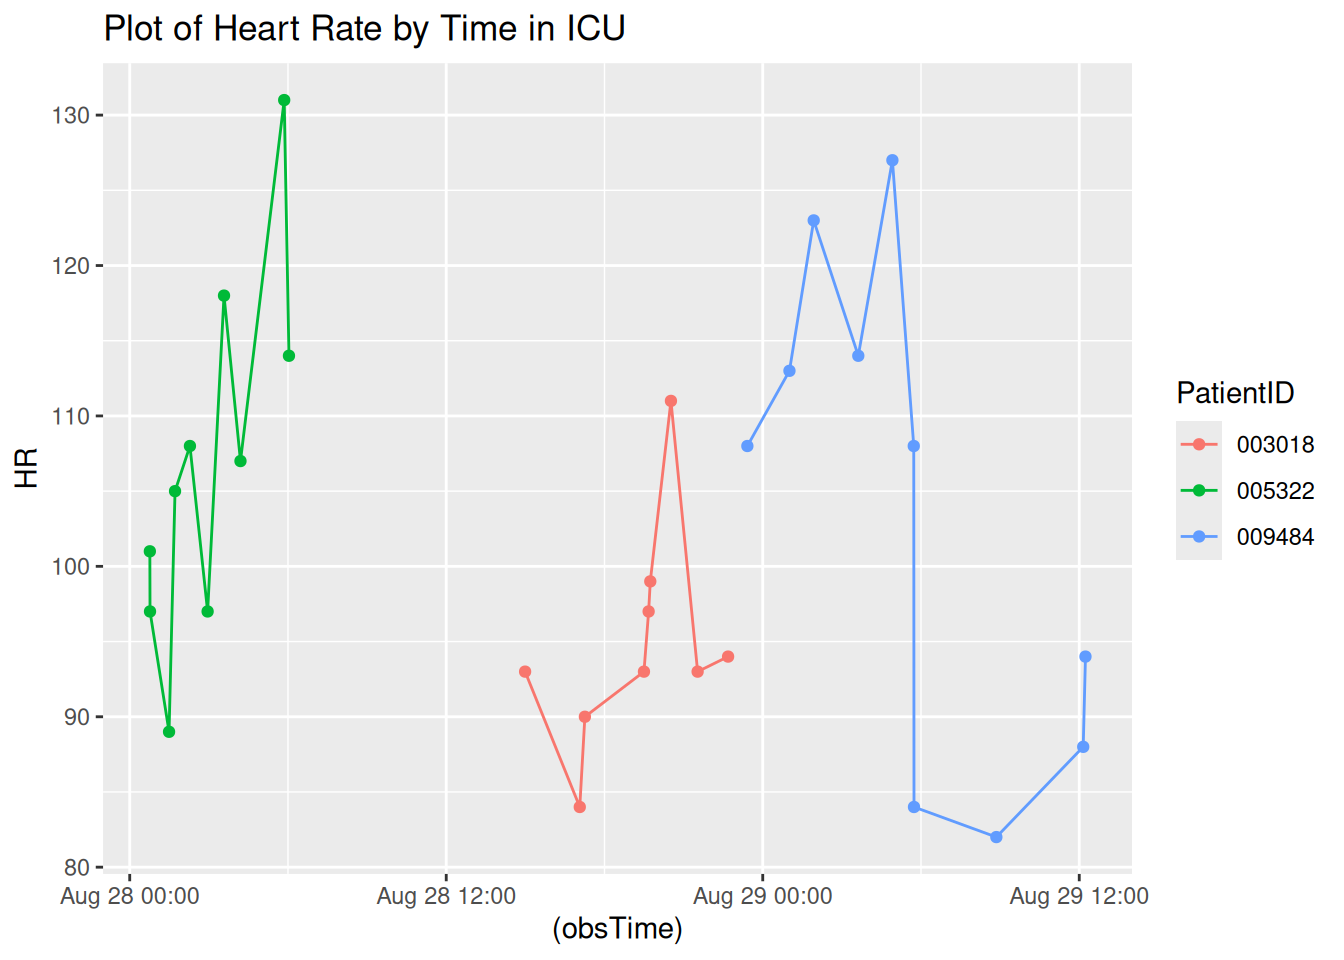 Plot of Heart Rate by Time in ICU
130
120
110
100
90
80
HR
Aug 28 00:00
Aug 28 12:00
Aug 29 00:00
Aug 29 12:00
(obsTime)
PatientID
003018
005322
009484